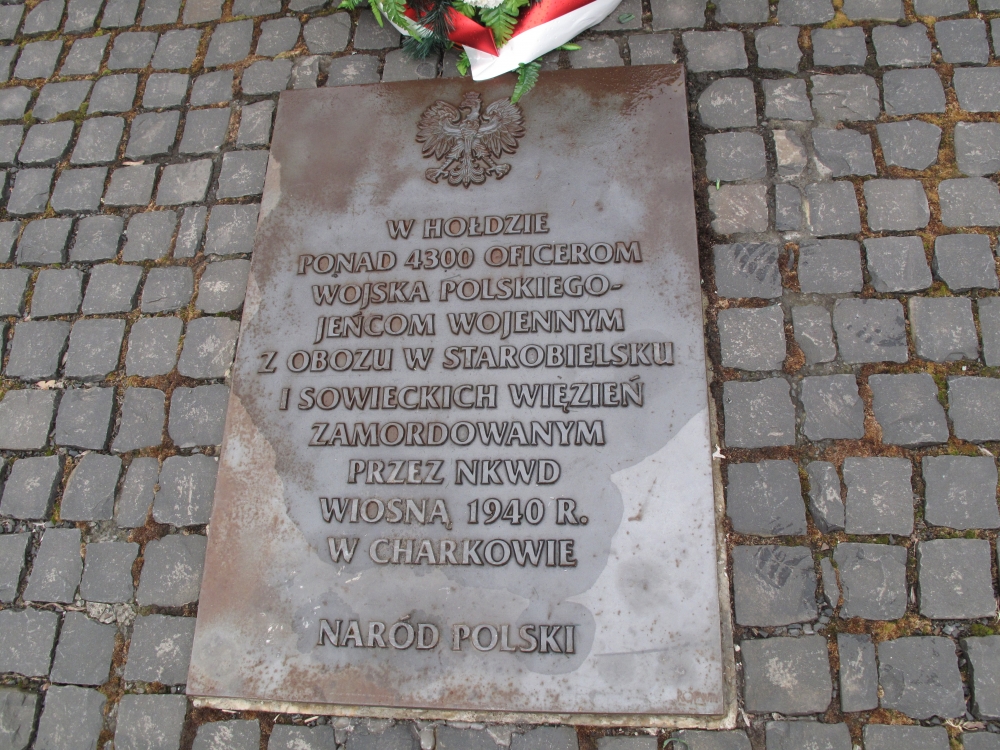 W HOŁDZIE
PONAD 4300 OFICEROM
WOJSKA POLSKIEGO-
JEŃCOM WOJENNYM
Z OBOZU W STAROBIELSKU
I SOWIECKICH WIĘZIEŃ
ZAMORDOWANYM
PRZEZ NKWD
WIOSNĄ 1940 R.
W CHARKOWIE
NARÓD POLSKI